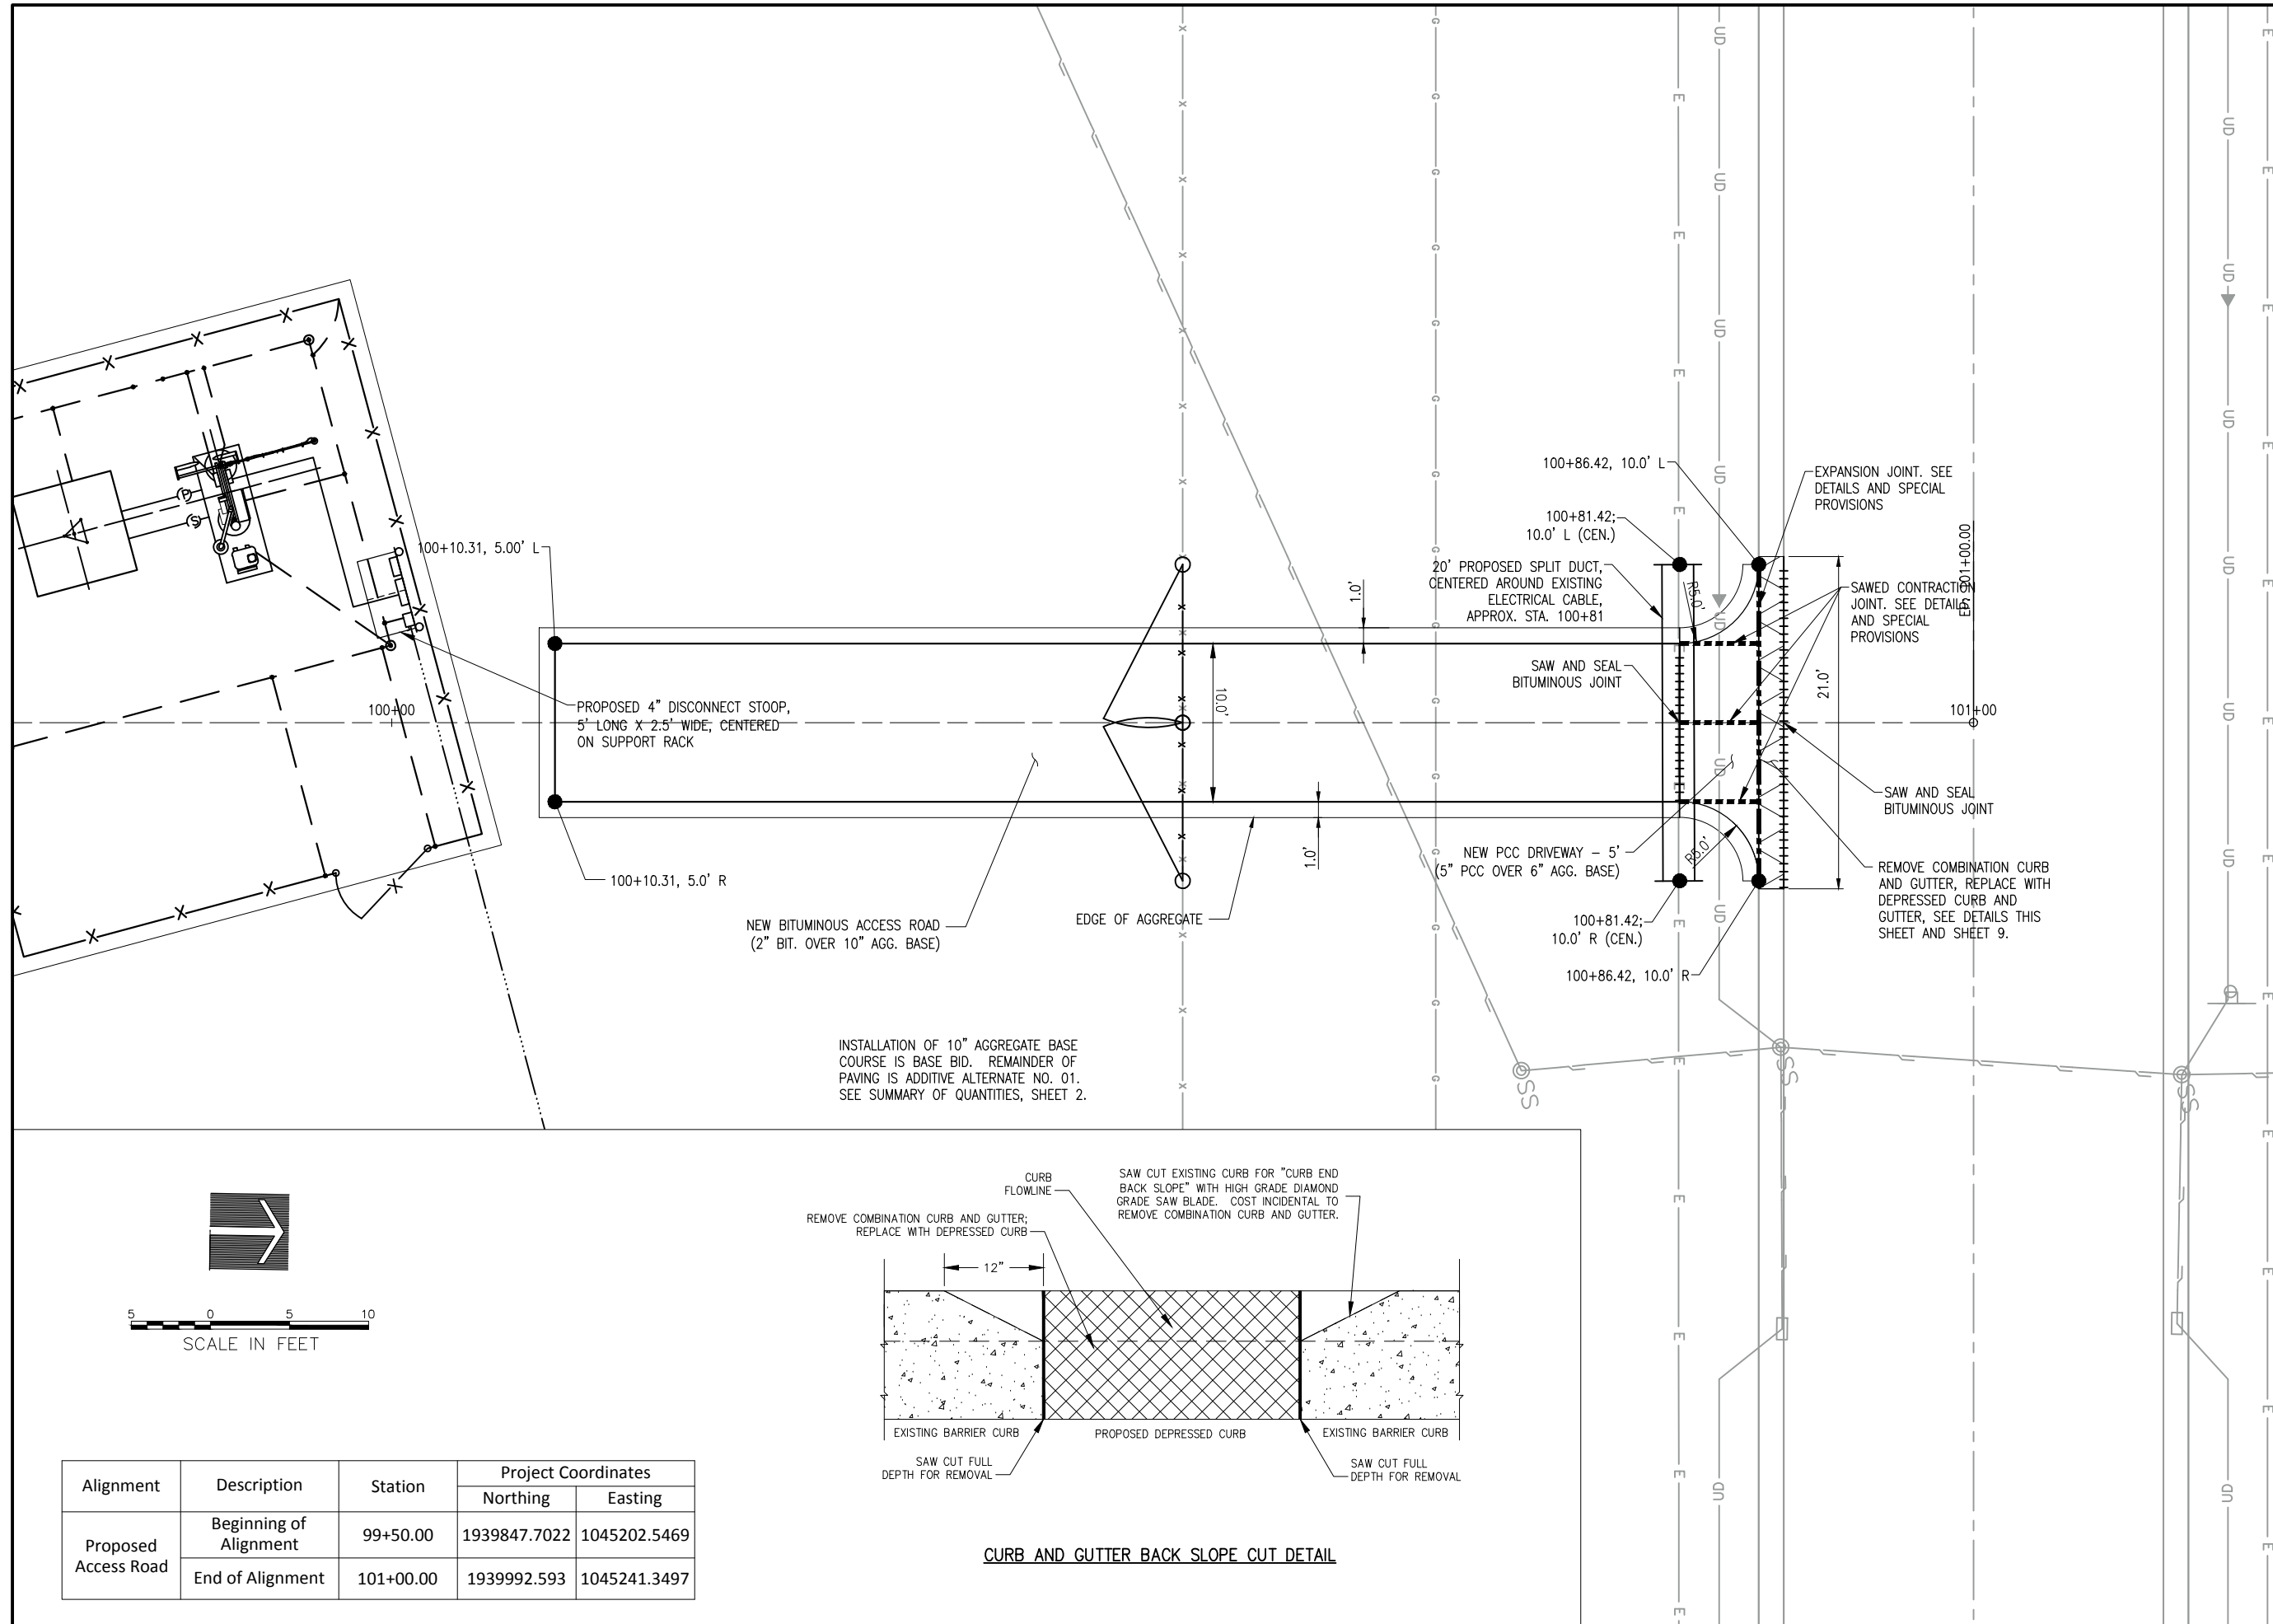 100+86.42, 10.0' L
EXPANSION JOINT. SEE
DETAILS AND SPECIAL
PROVISIONS
100+81.42;
10.0' L (CEN.)
20' PROPOSED SPLIT DUCT,
CENTERED AROUND EXISTING
ELECTRICAL CABLE,
APPROX. STA. 100+81
100+10.31, 5.00' L
1.0'
R5.0'
SAWED CONTRACTION
JOINT. SEE DETAILS
AND SPECIAL
PROVISIONS
EP: 101+00.00
SAW AND SEAL
BITUMINOUS JOINT
21.0'
10.0'
100+00
101+00
PROPOSED 4" DISCONNECT STOOP,
5' LONG X 2.5' WIDE, CENTERED
ON SUPPORT RACK
P
S
SAW AND SEAL
BITUMINOUS JOINT
1.0'
R5.0'
NEW PCC DRIVEWAY - 5'
(5" PCC OVER 6" AGG. BASE)
REMOVE COMBINATION CURB
AND GUTTER, REPLACE WITH
DEPRESSED CURB AND
GUTTER, SEE DETAILS THIS
SHEET AND SHEET 9.
100+10.31, 5.0' R
NEW BITUMINOUS ACCESS ROAD
(2" BIT. OVER 10" AGG. BASE)
EDGE OF AGGREGATE
100+81.42;
10.0' R (CEN.)
100+86.42, 10.0' R
INSTALLATION OF 10" AGGREGATE BASE
COURSE IS BASE BID. REMAINDER OF
PAVING IS ADDITIVE ALTERNATE NO. 01.
SEE SUMMARY OF QUANTITIES, SHEET 2.
SS
SS
SS
UD
E
G
5 0 5 10
SCALE IN FEET
CURB
FLOWLINE
SAW CUT EXISTING CURB FOR "CURB END
BACK SLOPE" WITH HIGH GRADE DIAMOND
GRADE SAW BLADE. COST INCIDENTAL TO
REMOVE COMBINATION CURB AND GUTTER.
REMOVE COMBINATION CURB AND GUTTER;
REPLACE WITH DEPRESSED CURB
12"
EXISTING BARRIER CURB
PROPOSED DEPRESSED CURB
EXISTING BARRIER CURB
SAW CUT FULL
DEPTH FOR REMOVAL
SAW CUT FULL
DEPTH FOR REMOVAL
CURB AND GUTTER BACK SLOPE CUT DETAIL
Alignment Description Station Project Coordinates
Northing Easting
Proposed Access Road Beginning of Alignment 99+50.00 1939847.7022 1045202.5469
End of Alignment 101+00.00 1939992.593 1045241.3497